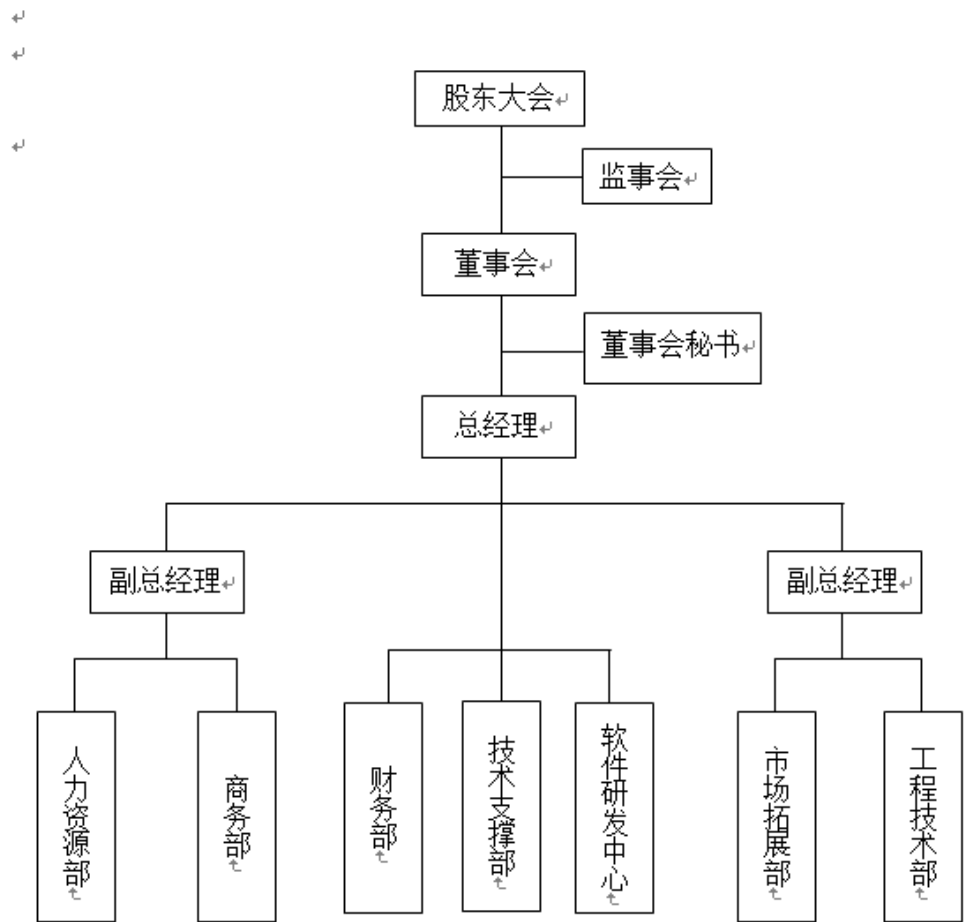 股东大会
监事会
董事会
董事会秘书
总经理
副总经理
副总经理
人力资源部
商务部
财务部
技术支撑部
软件研发中心
市场拓展部
工程技术部